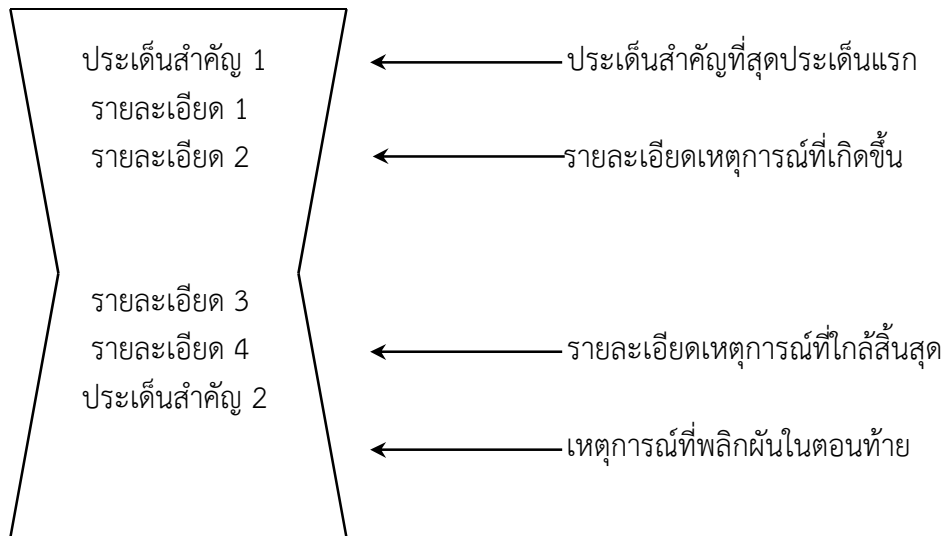 ประเด็นสำคัญ 1
ประเด็นสำคัญที่สุดประเด็นแรก
รายละเอียด 1
รายละเอียด 2
รายละเอียดเหตุการณ์ที่เกิดขึ้น
รายละเอียด 3
รายละเอียด 4
รายละเอียดเหตุการณ์ที่ใกล้สิ้นสุด
ประเด็นสำคัญ 2
เหตุการณ์ที่พลิกผันในตอนท้าย